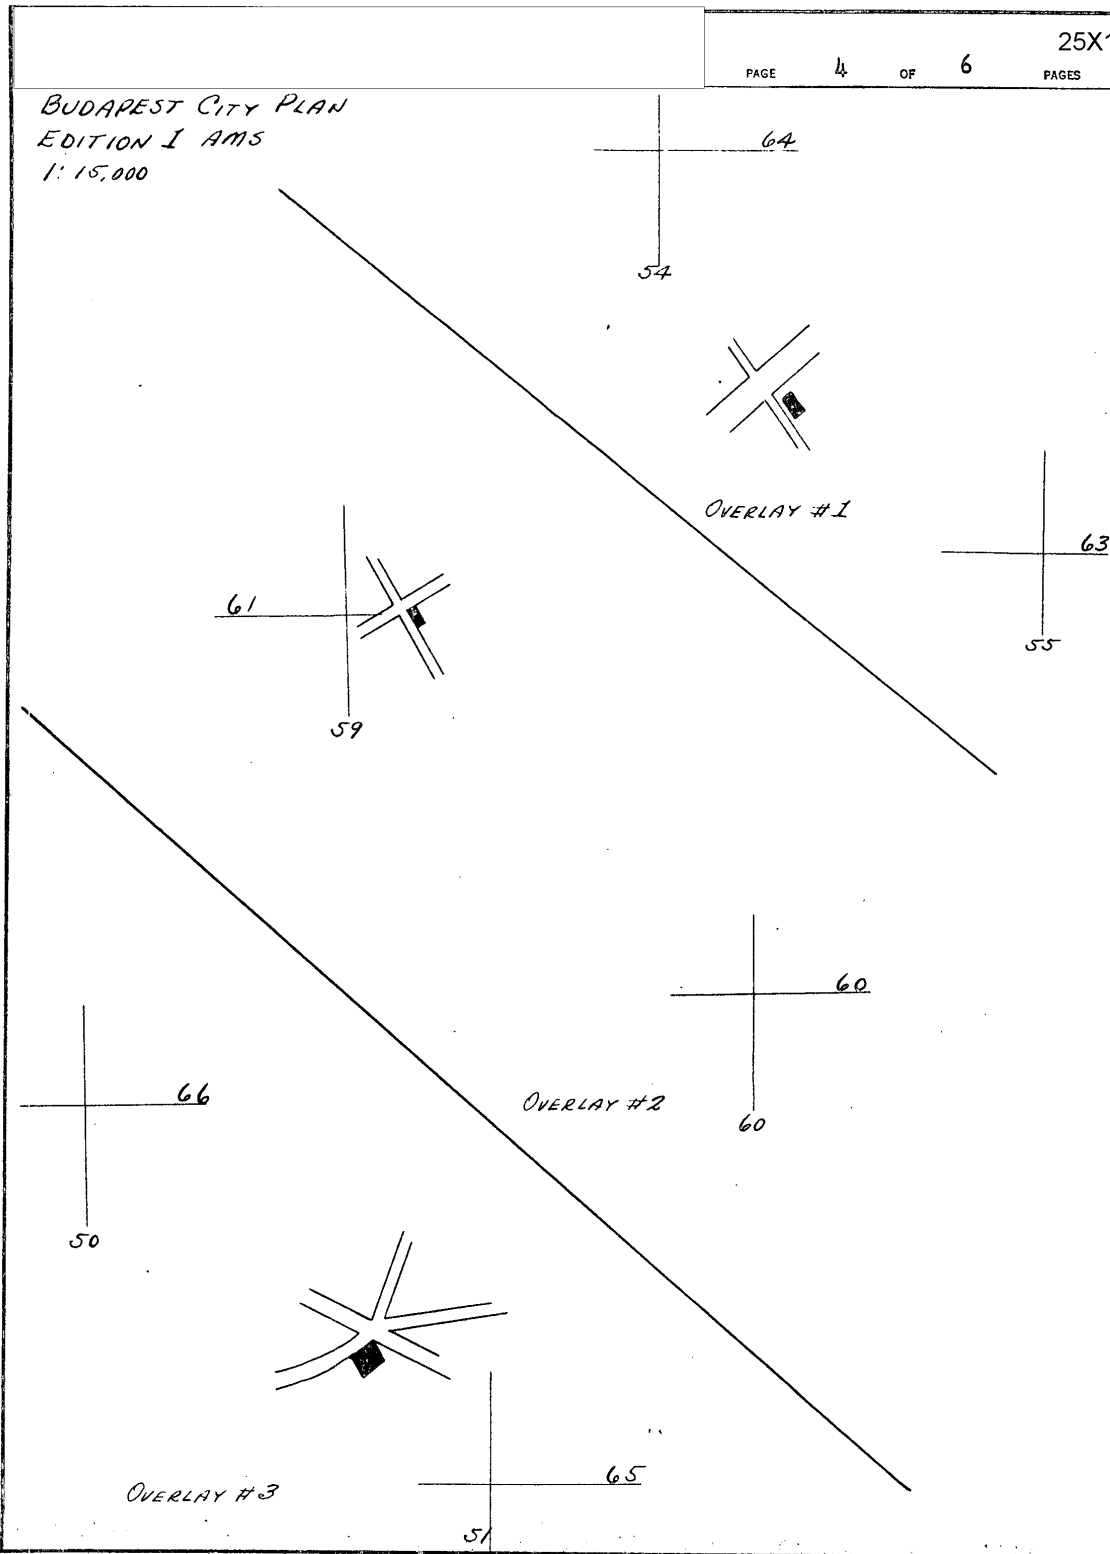 25X1
PAGE 4 OF 6 PAGES
BUDAPEST CITY PLAN
EDITION I AMS
1:15,000
64
54
OVERLAY #1
63
55
61
59
60
60
OVERLAY #2
66
50
65
51
OVERLAY #3